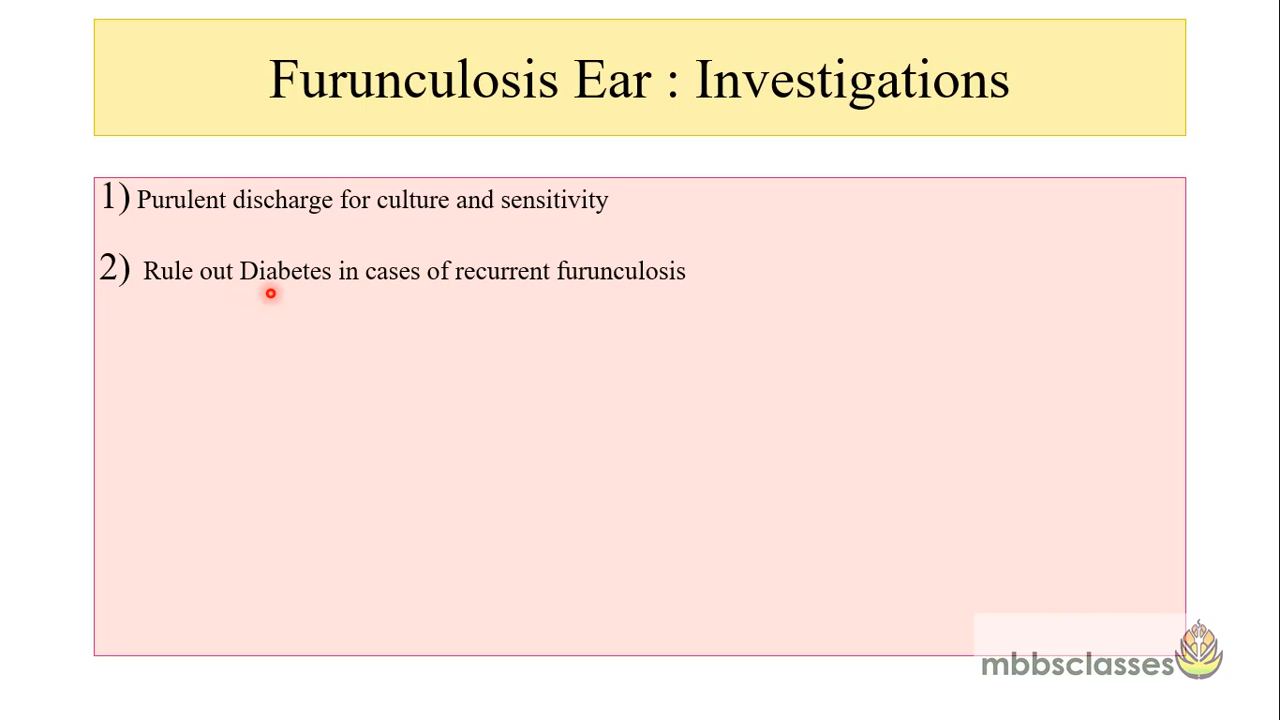 Furunculosis Ear : Investigations
1) Purulent discharge for culture and sensitivity
2) Rule out Diabetes in cases of recurrent furunculosis
mbbsclasses